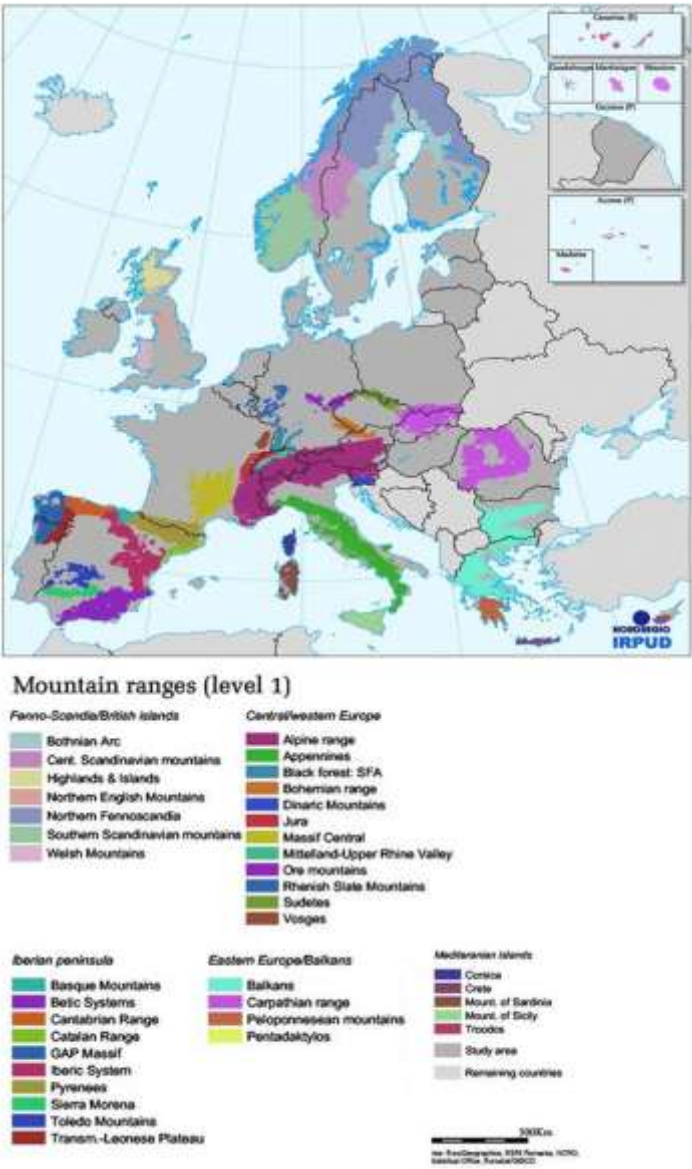 Canarias (E)
Guadeloupe Martinique Réunion
Guyane (F)
Azores (P)
Madeira
NORDREGIO
IRPUD
Mountain ranges (level 1)
Fenno-Scandia/British islands
Bothnian Arc
Cent. Scandinavian mountains
Highlands & Islands
Northern English Mountains
Northern Fennoscandia
Southern Scandinavian mountains
Welsh Mountains
Central/western Europe
Alpine range
Appennines
Black forest: SFA
Bohemian range
Dinaric Mountains
Jura
Massif Central
Mittelland-Upper Rhine Valley
Ore mountains
Rhenish Slate Mountains
Sudetes
Vosges
Iberian peninsula
Basque Mountains
Betic Systems
Cantabrian Range
Catalan Range
GAP Massif
Iberic System
Pyrenees
Sierra Morena
Toledo Mountains
Transm.-Leonese Plateau
Eastern Europe/Balkans
Balkans
Carpathian range
Peloponnesean mountains
Pentadaktylos
Mediteranian islands
Corsica
Crete
Mount. of Sardinia
Mount. of Sicily
Troodos
Study area
Remaining countries
500Km